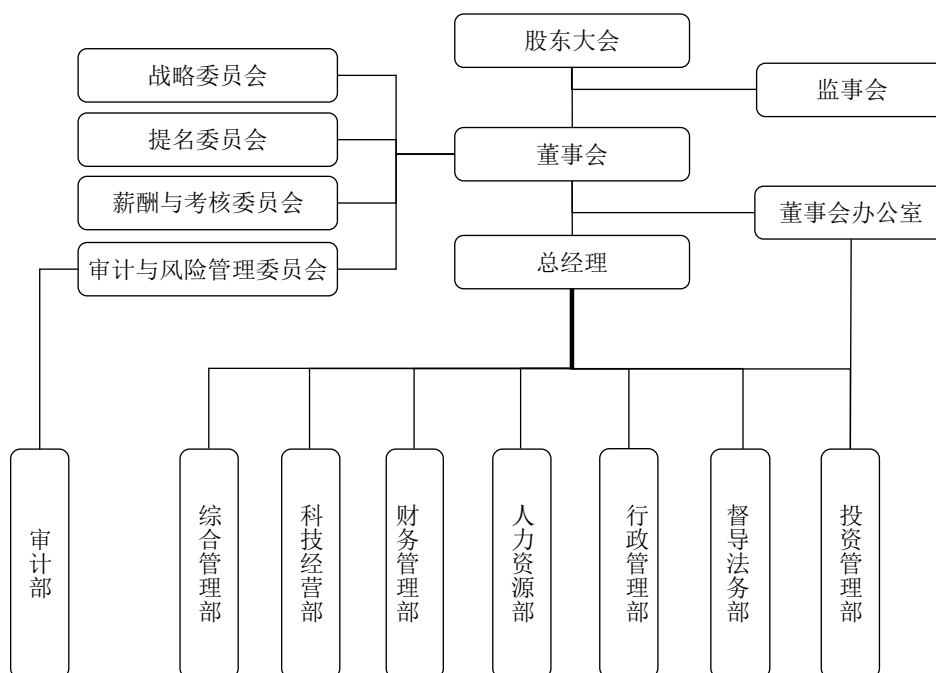 股东大会
战略委员会
监事会
提名委员会
董事会
薪酬与考核委员会
董事会办公室
审计与风险管理委员会
总经理
审计部
综合管理部
科技经营部
财务管理部
人力资源部
行政管理部
督导法务部
投资管理部